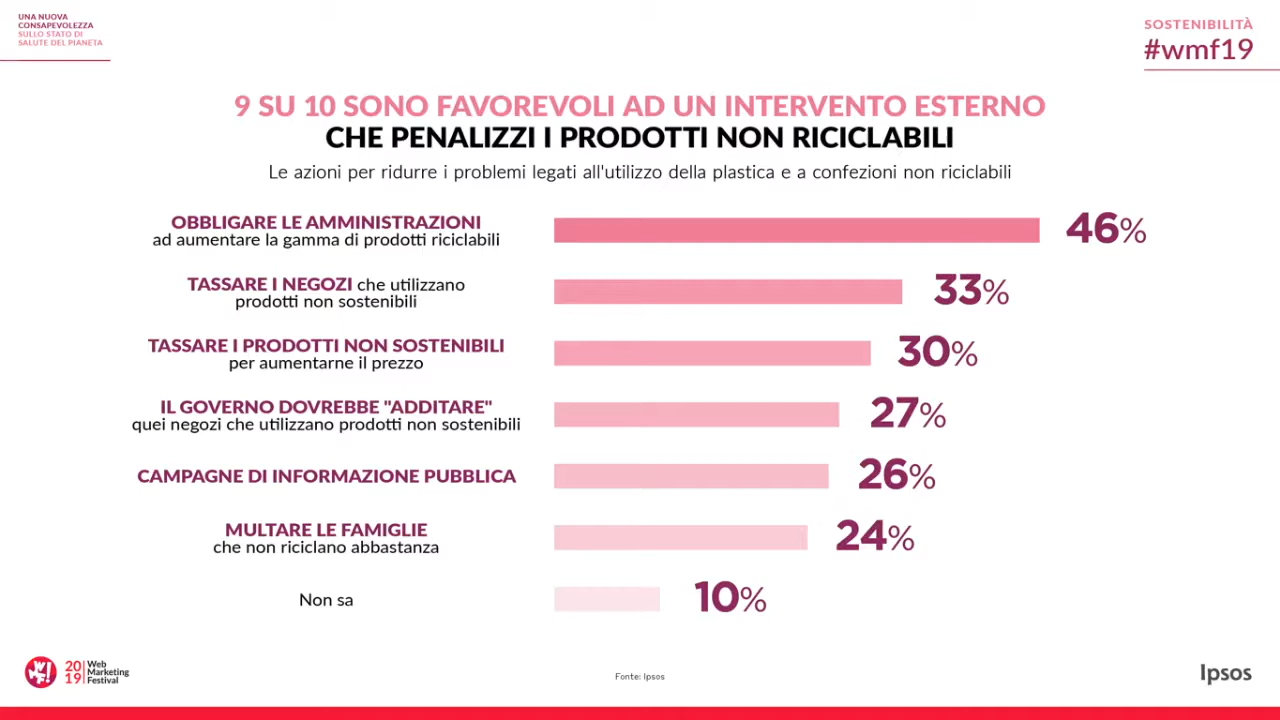 UNA NUOVA
CONSAPEVOLEZZA
SULLO STATO DI
SALUTE DEL PIANETA
SOSTENIBILITÀ
#wmf19
9 SU 10 SONO FAVOREVOLI AD UN INTERVENTO ESTERNO
CHE PENALIZZI I PRODOTTI NON RICICLABILI
Le azioni per ridurre i problemi legati all'utilizzo della plastica e a confezioni non riciclabili
OBBLIGARE LE AMMINISTRAZIONI
ad aumentare la gamma di prodotti riciclabili
46%
TASSARE I NEGOZI che utilizzano
prodotti non sostenibili
33%
TASSARE I PRODOTTI NON SOSTENIBILI
per aumentarne il prezzo
30%
IL GOVERNO DOVREBBE "ADDITARE"
quei negozi che utilizzano prodotti non sostenibili
27%
CAMPAGNE DI INFORMAZIONE PUBBLICA
26%
MULTARE LE FAMIGLIE
che non riciclano abbastanza
24%
Non sa
10%
20
19
Web
Marketing
Festival
Fonte: Ipsos
Ipsos